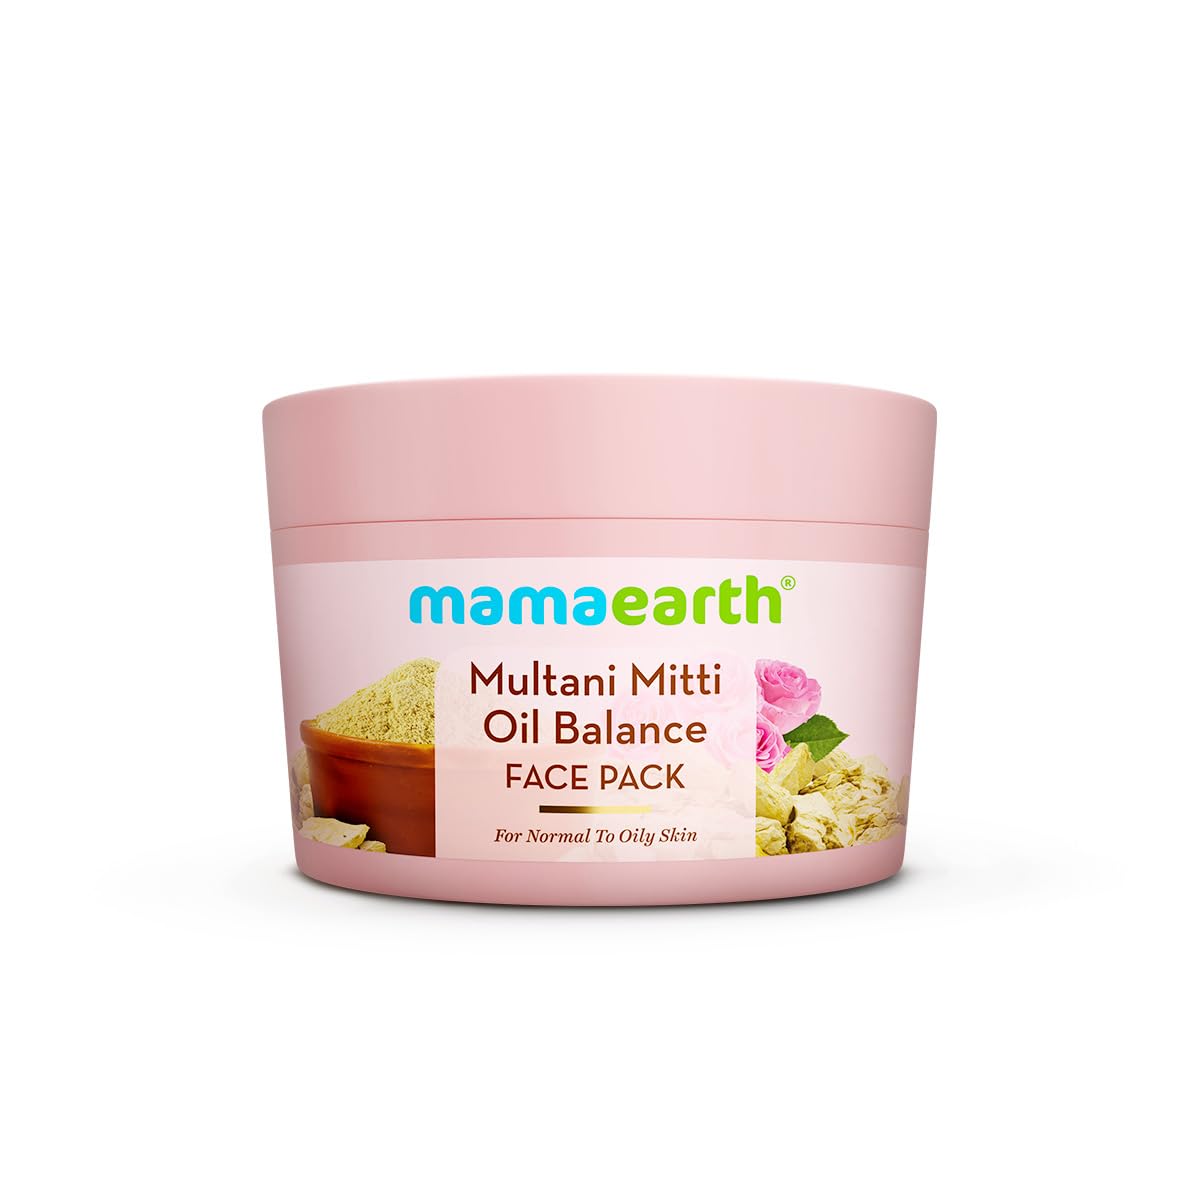 mamaearth®
Multani Mitti
Oil Balance
FACE PACK
For Normal To Oily Skin